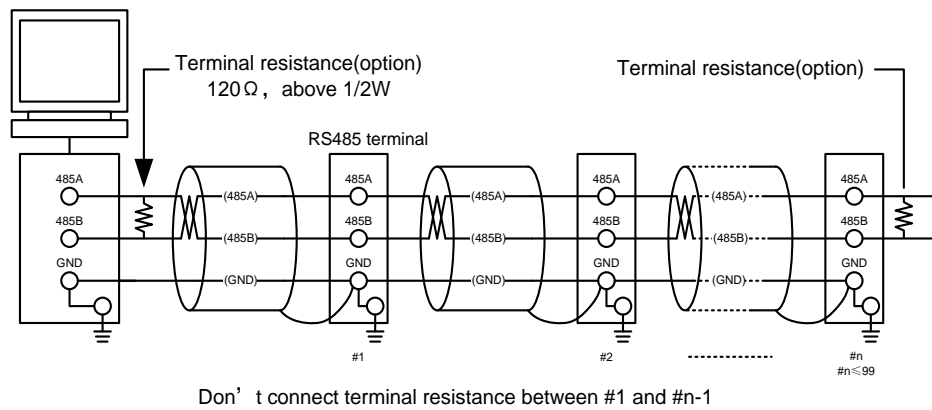 Terminal resistance(option)
120Ω，above 1/2W
Terminal resistance(option)
RS485 terminal
485A
(485A)
485A
(485A)
485A
(485A)
485A
485B
(485B)
485B
(485B)
485B
(485B)
485B
GND
(GND)
GND
(GND)
GND
(GND)
GND
#1
#2
#n
#n≤99
Don’t connect terminal resistance between #1 and #n-1